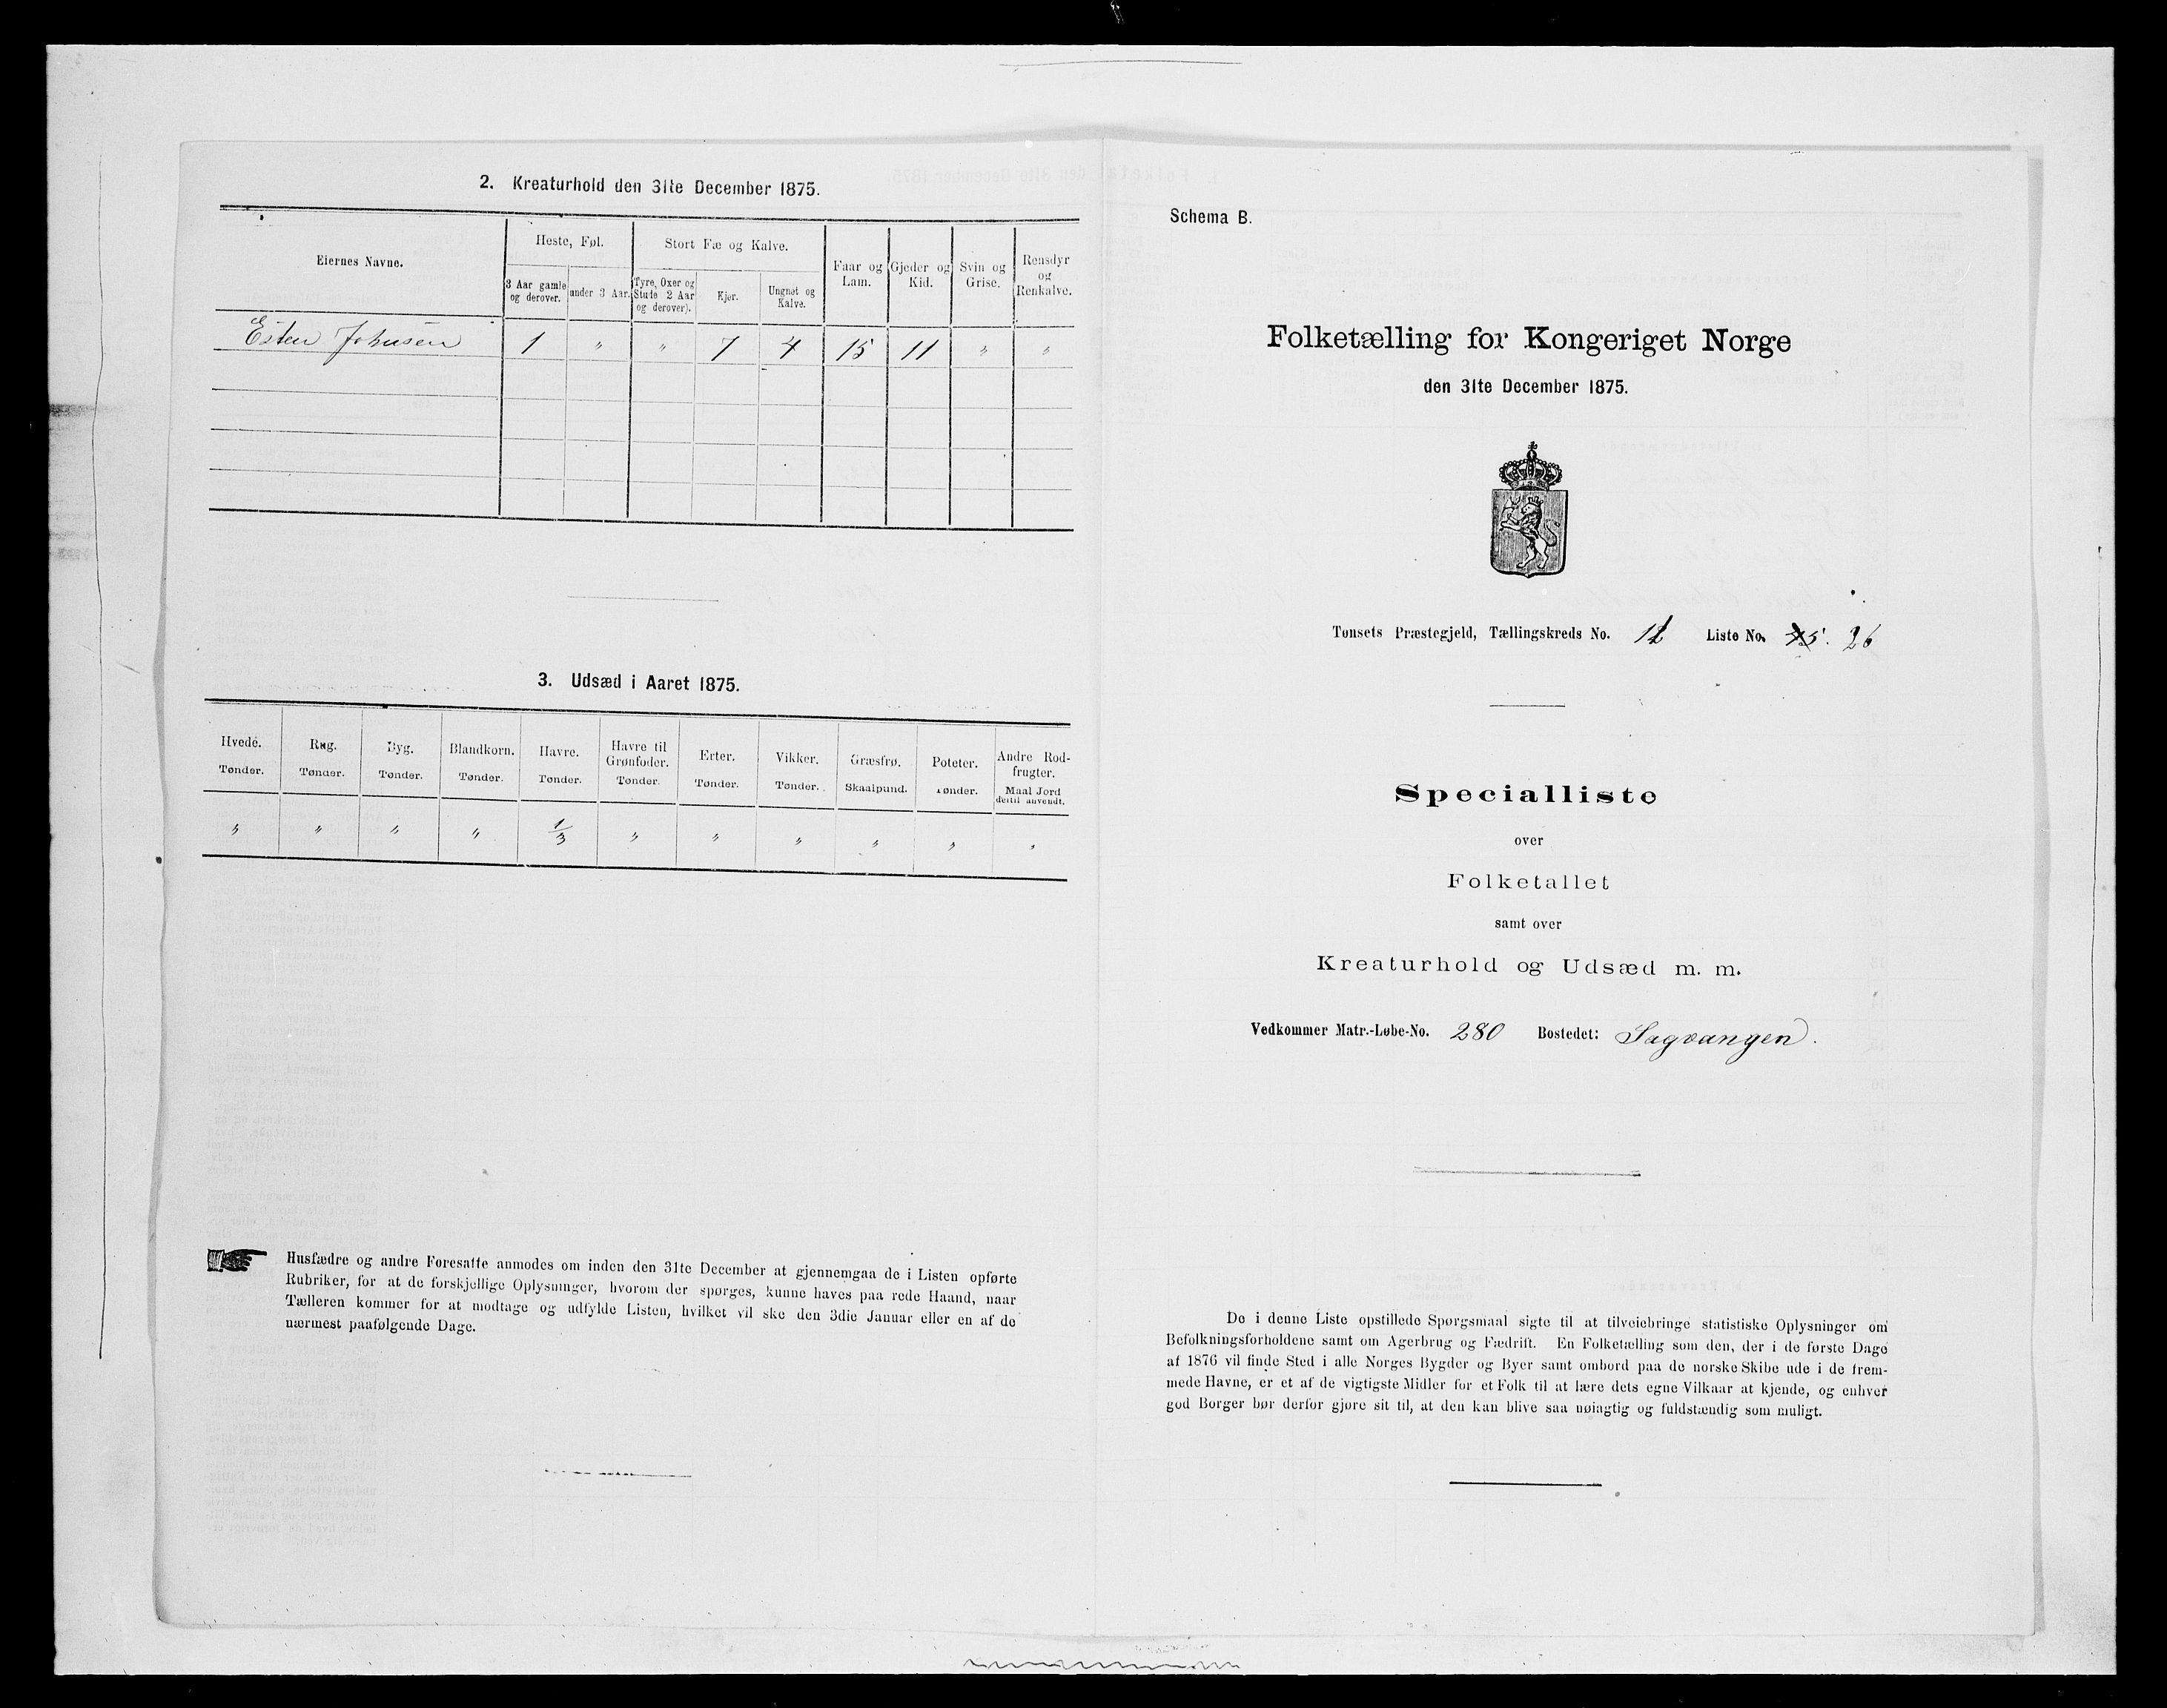 2. Kreaturhold den 31te December 1875.
Eiernes Navne.
Heste, Føl.
Stort Fæ og Kalve.
3 Aar gamle og derover.
under 3 Aar.
Tyre, Oxer og Stude 2 Aar og derover).
Kjør.
Ungnøt og Kalve.
Faar og Lam.
Gjeder og Kid.
Svin og Grise.
Rensdyr og Renkalve.
Esten Johnsen 1 " " 7 4 15 11 " "
3. Udsæd i Aaret 1875.
Hvede. Rug. Byg. Blandkorn. Havre. Havre til Grønfoder. Erter. Vikker. Græsfrø. Poteter. Andre Rodfrugter.
Tønder. Tønder. Tønder. Tønder. Tønder. Tønder. Tønder. Tønder. Skaalpund. Tønder. Maal Jord dertil anvendt.
" " " " 1/3 " " " " " "
Husfædre og andre Foresatte anmodes om inden den 31te December at gjennemgaa de i Listen opførte
Rubriker, for at de forskjellige Oplysninger, hvorom der spørges, kunne haves paa rede Haand, naar
Tælleren kommer for at modtage og udfylde Listen, hvilket vil ske den 3die Januar eller en af de
nærmest paafølgende Dage.
Schema B.
Folketælling for Kongeriget Norge
den 31te December 1875.
Tønsets Præstegjeld, Tællingskreds No. 12 Liste No. 26
Specialliste
over
Folketallet
samt over
Kreaturhold og Udsæd m. m.
Vedkommer Matr.-Løbe-No. 280 Bostedet: Sagvangen.
De i denne Liste opstillede Spørgsmaal sigte til at tilveiebringe statistiske Oplysninger om
Befolkningsforholdene samt om Agerbrug og Fædrift. En Folketælling som den, der i de første Dage
af 1876 vil finde Sted i alle Norges Bygder og Byer samt ombord paa de norske Skibe ude i de frem-
mede Havne, er et af de vigtigste Midler for et Folk til at lære dets egne Vilkaar at kjende, og enhver
god Borger bør derfor gjøre sit til, at den kan blive saa nøiagtig og fuldstændig som muligt.